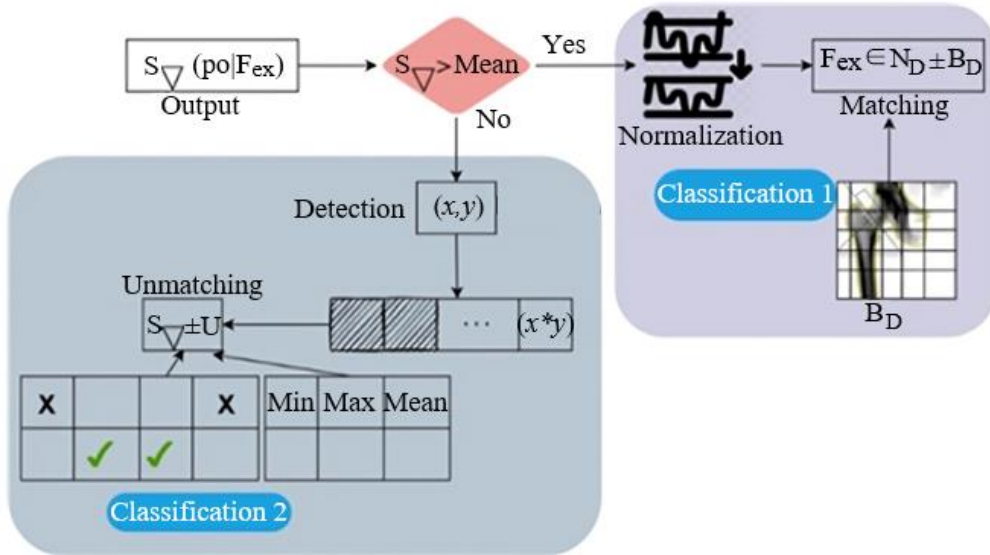 S▽ (po|Fex)
Output
S▽>Mean
Yes
No
Normalization
Fex ∈ ND ± BD
Matching
Classification 1
BD
Detection
(x,y)
Unmatching
S▽±U
... (x*y)
X X
Min Max Mean
✓ ✓
Classification 2